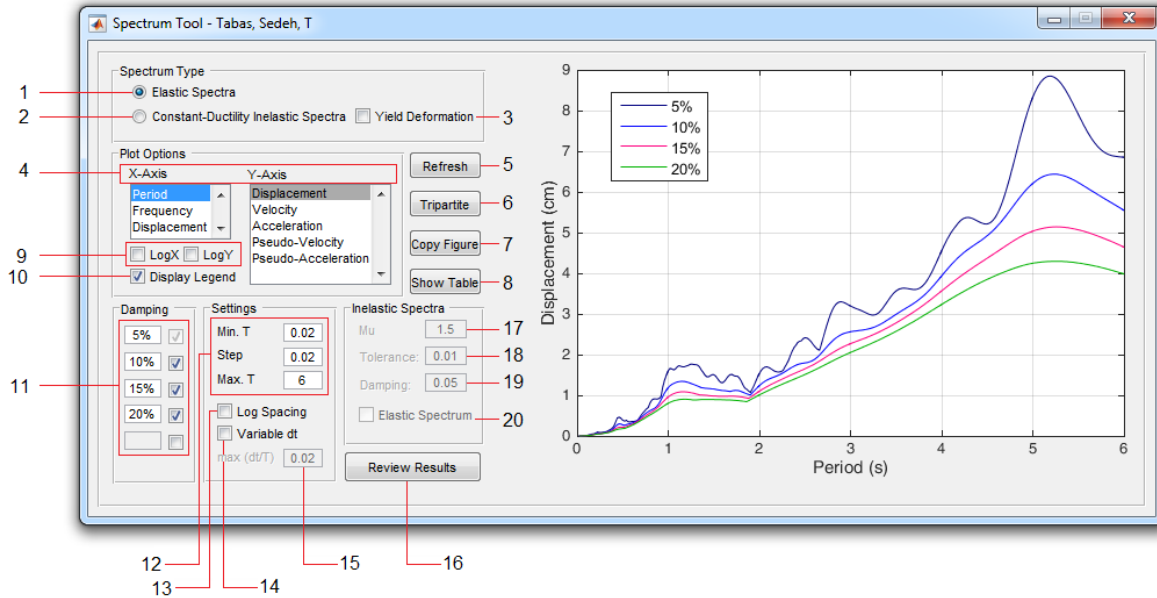 Spectrum Tool - Tabas, Sedeh, T
Spectrum Type
1 Elastic Spectra
2 Constant-Ductility Inelastic Spectra Yield Deformation 3
Plot Options
4 X-Axis Y-Axis
Period
Frequency
Displacement
Displacement
Velocity
Acceleration
Pseudo-Velocity
Pseudo-Acceleration
9 LogX LogY
10 Display Legend
Refresh 5
Tripartite 6
Copy Figure 7
Show Table 8
Damping
11
5%
10%
15%
20%
Settings
Min. T 0.02
Step 0.02
Max. T 6
Log Spacing
Variable dt
max (dt/T) 0.02
Inelastic Spectra
Mu 1.5 17
Tolerance: 0.01 18
Damping: 0.05 19
Elastic Spectrum 20
Review Results
12
13
14
15
16
5%
10%
15%
20%
Displacement (cm)
9
8
7
6
5
4
3
2
1
0
0 1 2 3 4 5 6
Period (s)